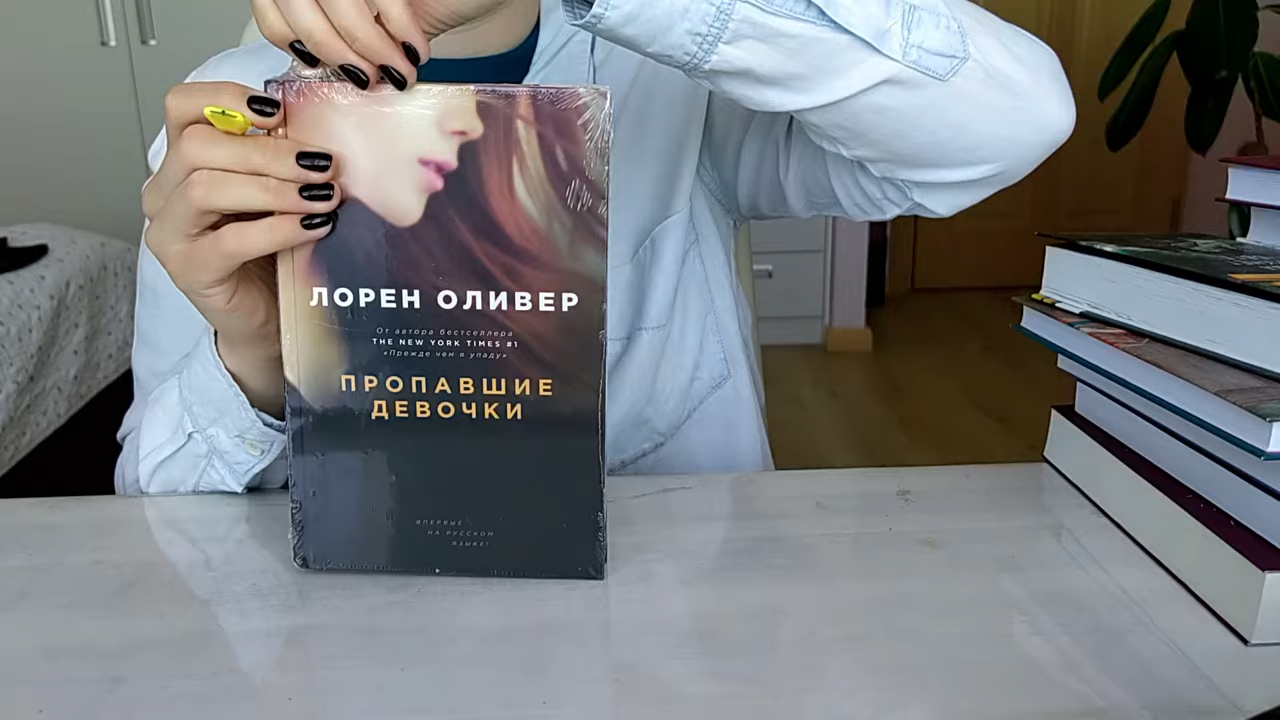 ЛОРЕН ОЛИВЕР
От автора бестселлера
THE NEW YORK TIMES #1
«Прежде чем я упаду»
ПРОПАВШИЕ
ДЕВОЧКИ
ВПЕРВЫЕ
НА РУССКОМ
ЯЗЫКЕ!